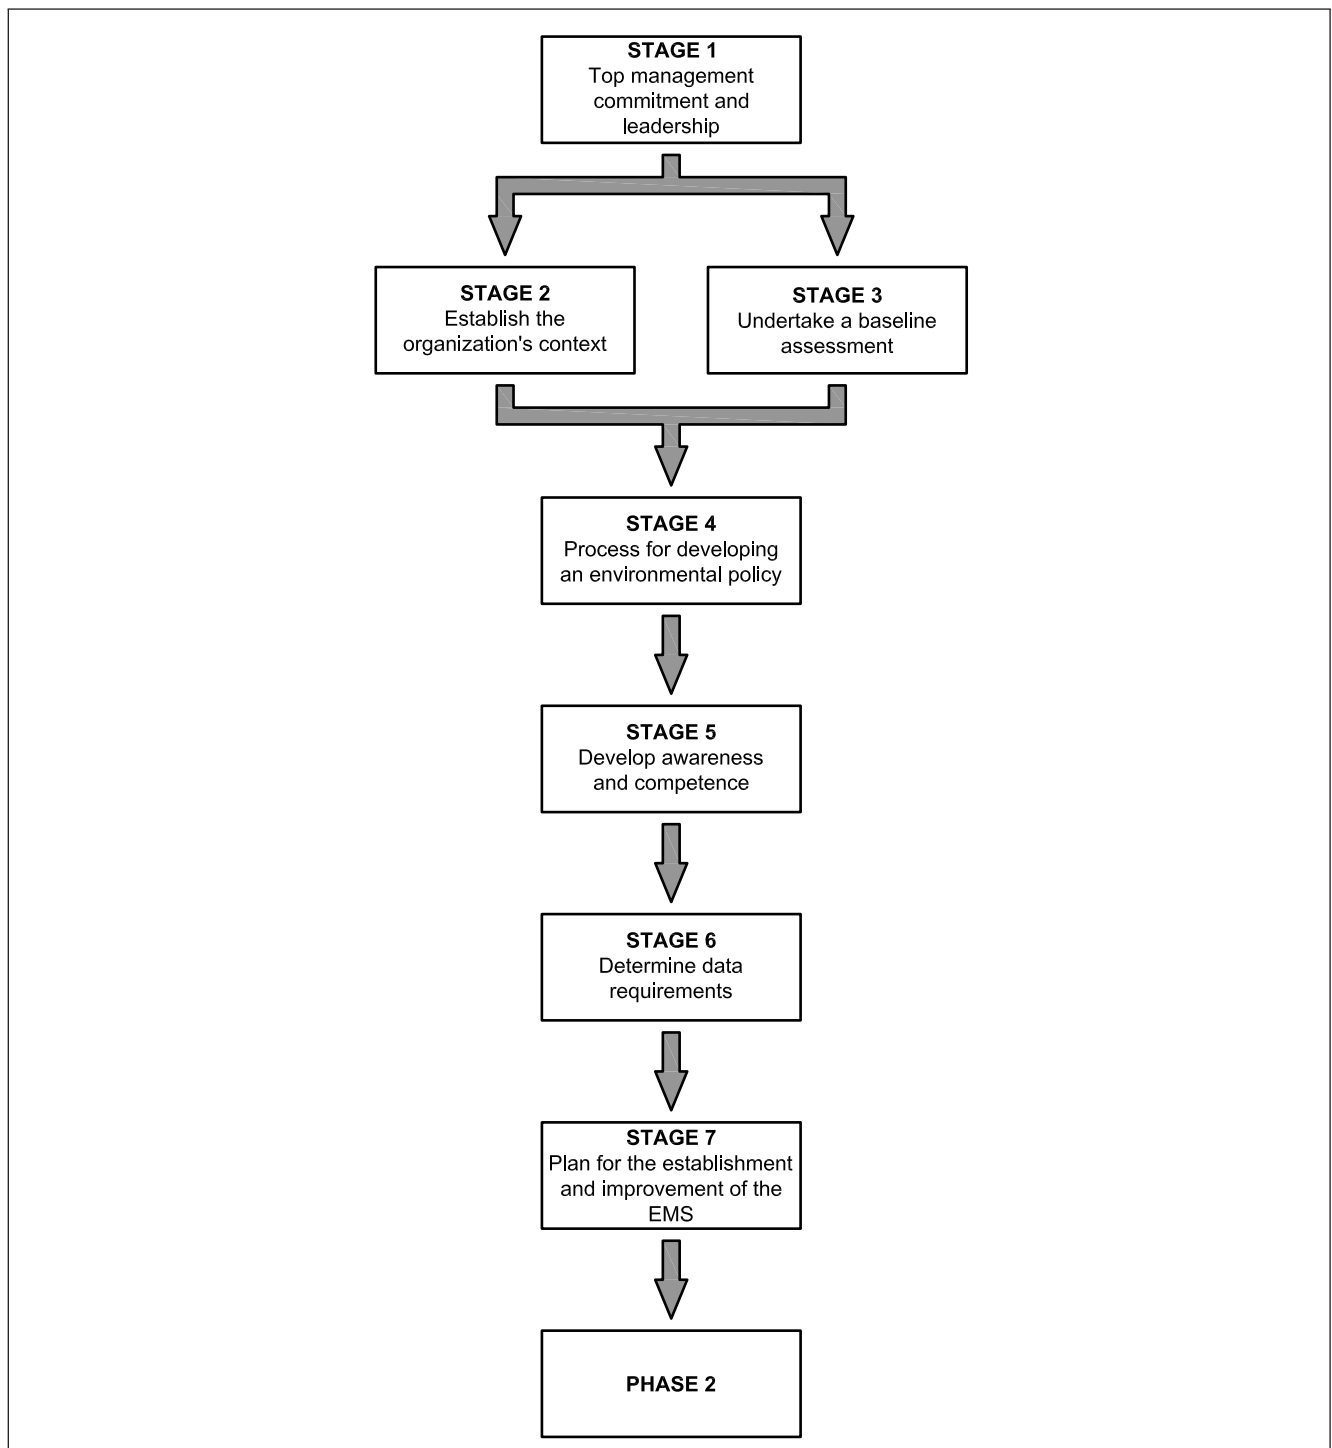 STAGE 1
Top management
commitment and
leadership
STAGE 2
Establish the
organization's context
STAGE 3
Undertake a baseline
assessment
STAGE 4
Process for developing
an environmental policy
STAGE 5
Develop awareness
and competence
STAGE 6
Determine data
requirements
STAGE 7
Plan for the establishment
and improvement of the
EMS
PHASE 2